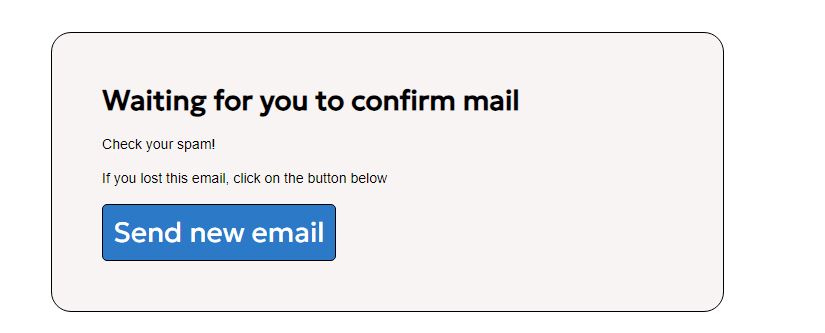 Waiting for you to confirm mail
Check your spam!
If you lost this email, click on the button below
Send new email